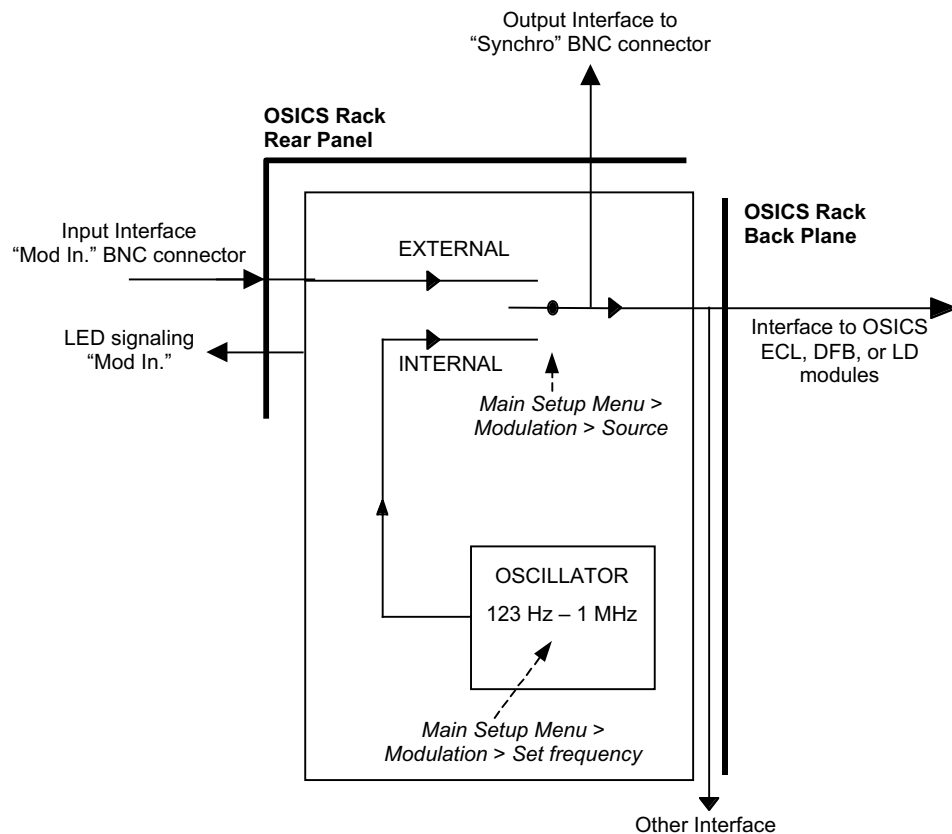 Output Interface to
“Synchro” BNC connector
OSICS Rack
Rear Panel
Input Interface
“Mod In.” BNC connector
EXTERNAL
OSICS Rack
Back Plane
LED signaling
“Mod In.”
INTERNAL
Interface to OSICS
ECL, DFB, or LD
modules
Main Setup Menu >
Modulation > Source
OSCILLATOR
123 Hz – 1 MHz
Main Setup Menu >
Modulation > Set frequency
Other Interface